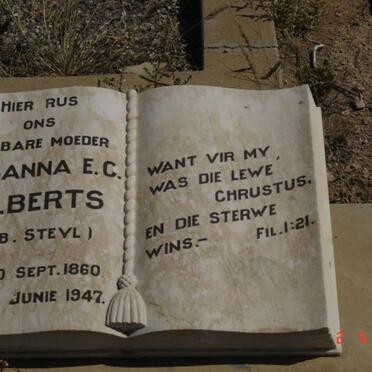 HIER RUS
ONS
BARE MOEDER
ANNA E.C.
LBERTS
B. STEYL)
SEPT. 1860
JUNIE 1947.
WANT VIR MY,
WAS DIE LEWE
CHRUSTUS,
EN DIE STERWE
WINS.—
FIL. 1:21.